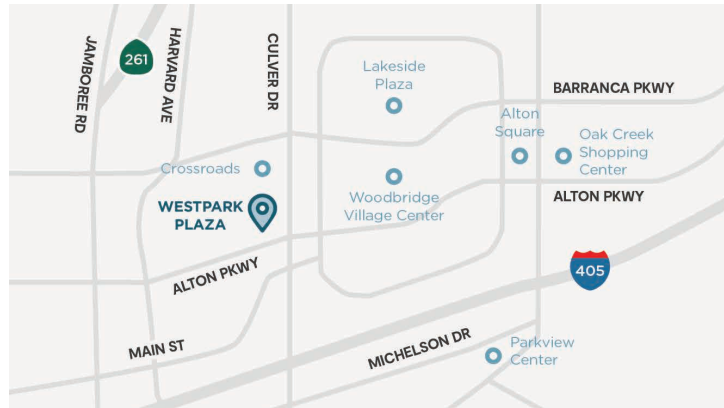 JAMBOREE RD
261
HARVARD AVE
CULVER DR
Lakeside
Plaza
BARRANCA PKWY
Alton
Square
Oak Creek
Shopping
Center
Crossroads
WESTPARK
PLAZA
Woodbridge
Village Center
ALTON PKWY
ALTON PKWY
405
MAIN ST
MICHELSON DR
Parkview
Center